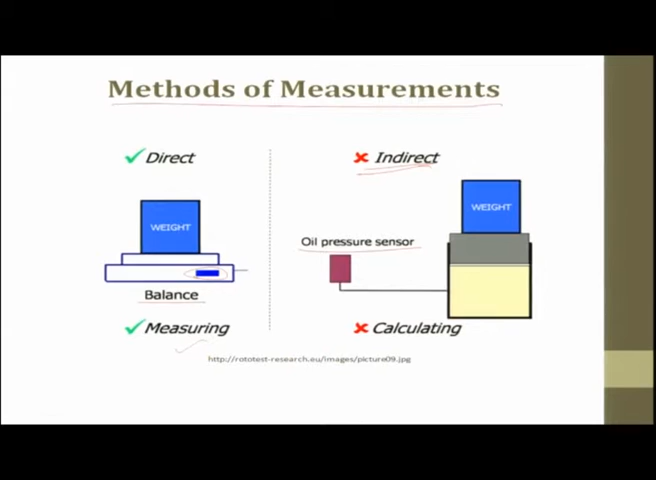 Methods of Measurements
Direct
Indirect
WEIGHT
WEIGHT
Oil pressure sensor
Balance
Measuring
Calculating
http://rototest-research.eu/images/picture09.jpg